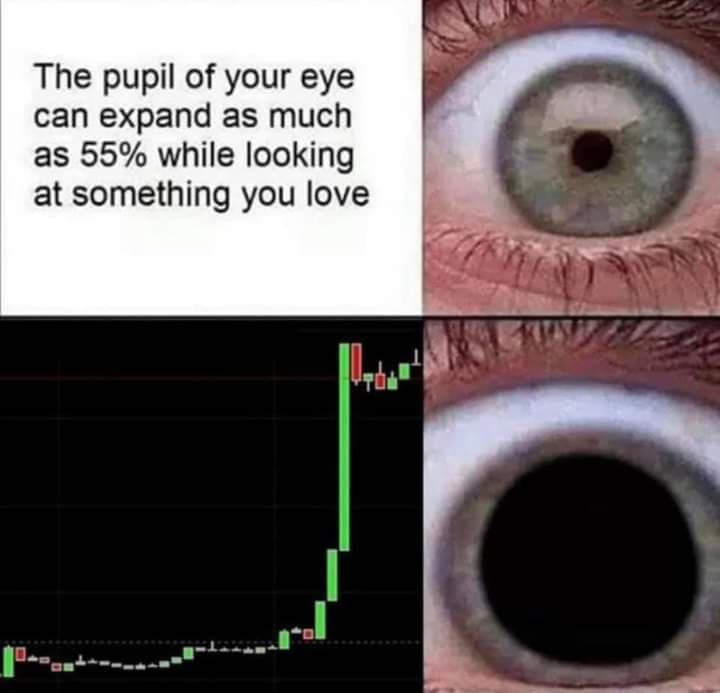 The pupil of your eye
can expand as much
as 55% while looking
at something you love